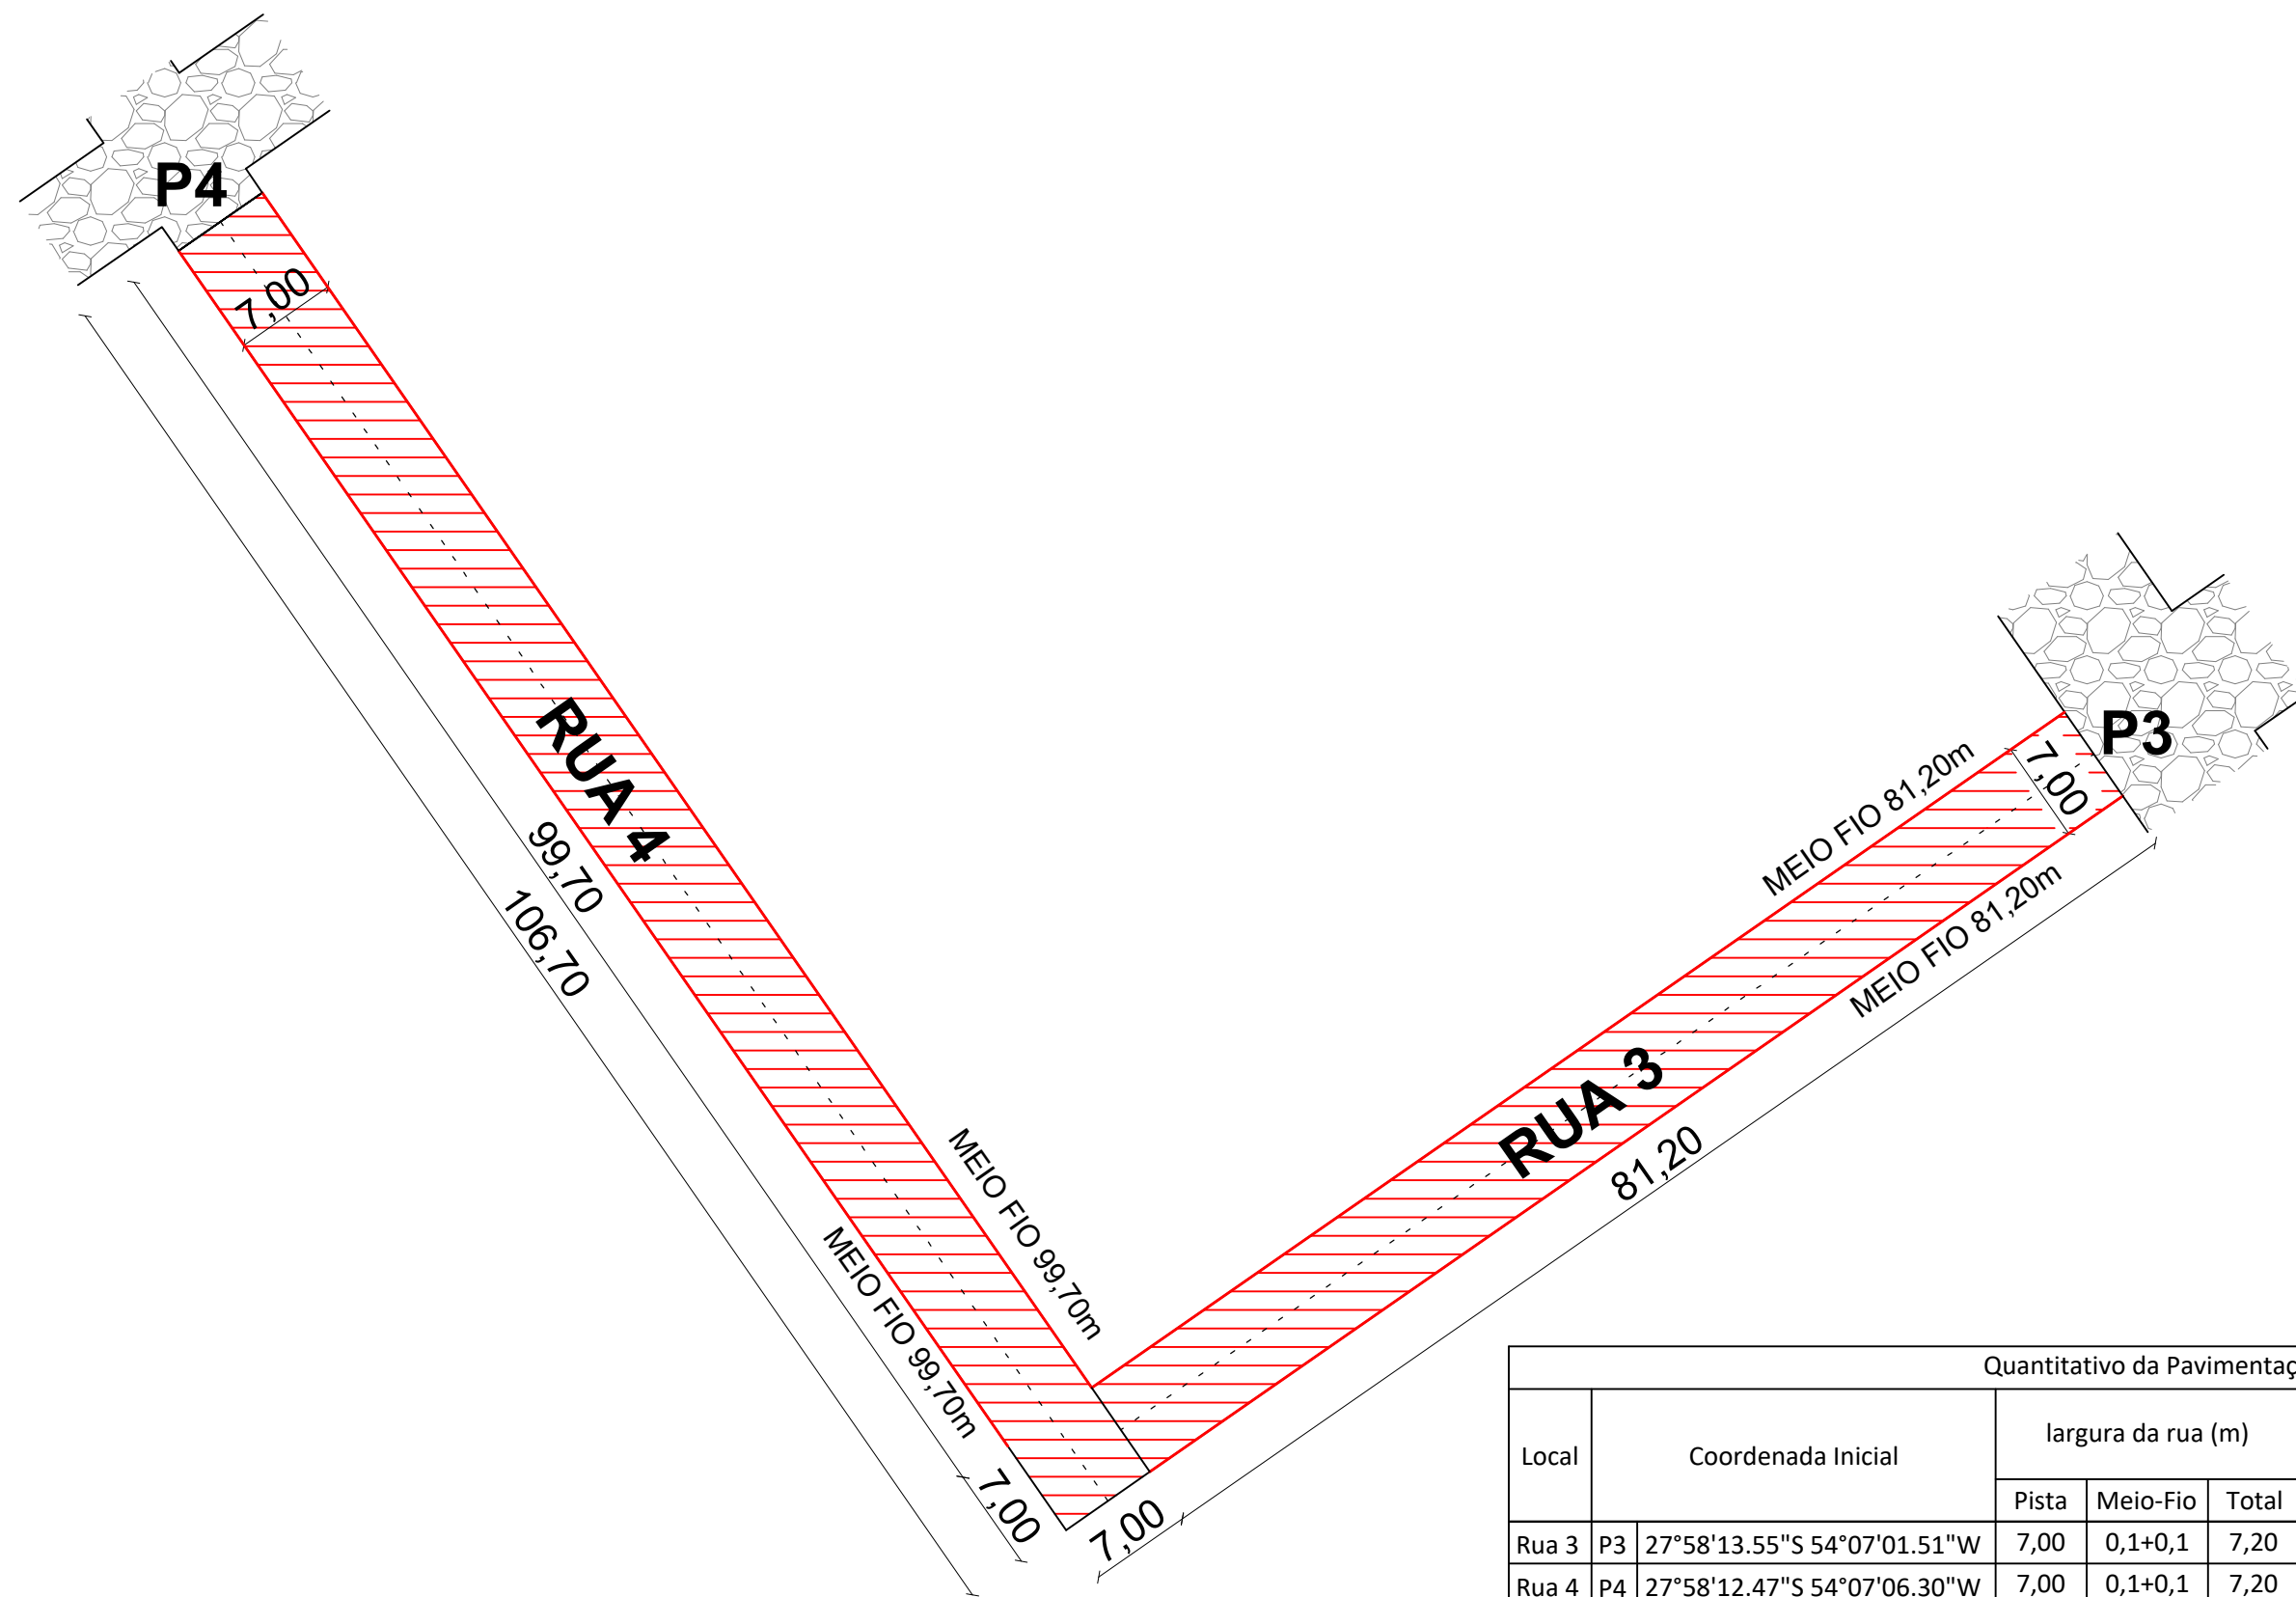 P4
7,00
RUA 4
99,70
106,70
MEIO FIO 99,70m
MEIO FIO 99,70m
7,00
7,00
P3
7,00
MEIO FIO 81,20m
MEIO FIO 81,20m
RUA 3
81,20
Quantitativo da Pavimentaç
Local Coordenada Inicial largura da rua (m)
Pista Meio-Fio Total
Rua 3 P3 27°58'13.55"S 54°07'01.51"W 7,00 0,1+0,1 7,20
Rua 4 P4 27°58'12.47"S 54°07'06.30"W 7,00 0,1+0,1 7,20